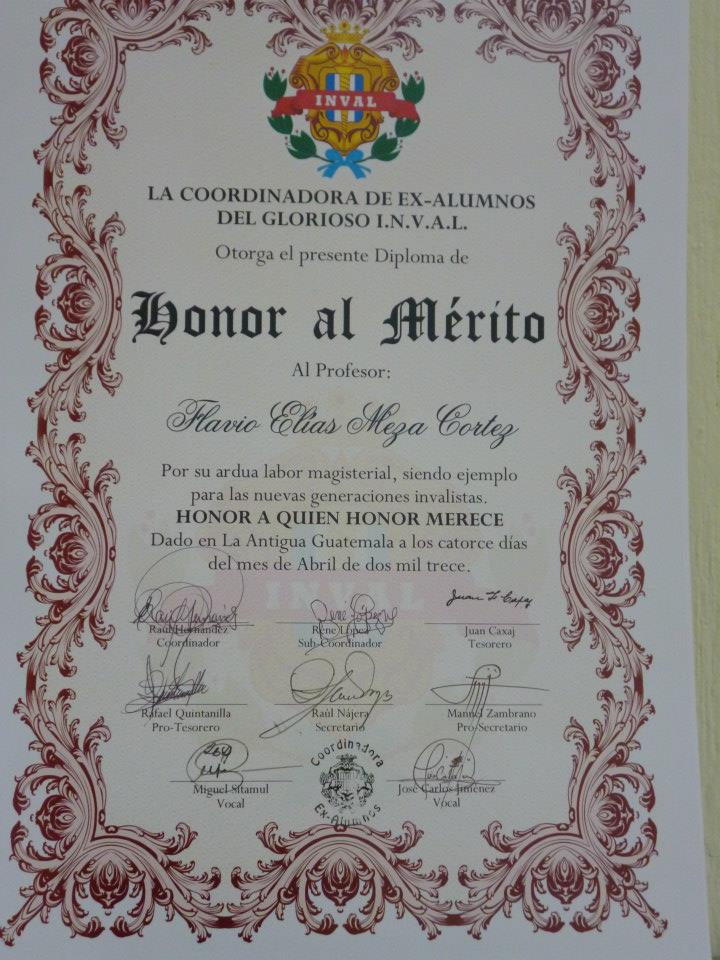 INVAL
LA COORDINADORA DE EX-ALUMNOS
DEL GLORIOSO I.N.V.A.L.
Otorga el presente Diploma de
Honor al Mérito
Al Profesor:
Flavio Elias Meza Cortez
Por su ardua labor magisterial, siendo ejemplo
para las nuevas generaciones invalistas.
HONOR A QUIEN HONOR MERECE
Dado en La Antigua Guatemala a los catorce días
del mes de Abril de dos mil trece.
INVAL
Raúl Hernández
Coordinador
René López
Sub-Coordinador
Juan Caxaj
Tesorero
Rafael Quintanilla
Pro-Tesorero
Raúl Nájera
Secretario
Manuel Zambrano
Pro-Secretario
Miguel Sitamul
Vocal
Coordinadora
Ex-Alumnos
José Carlos Jiménez
Vocal